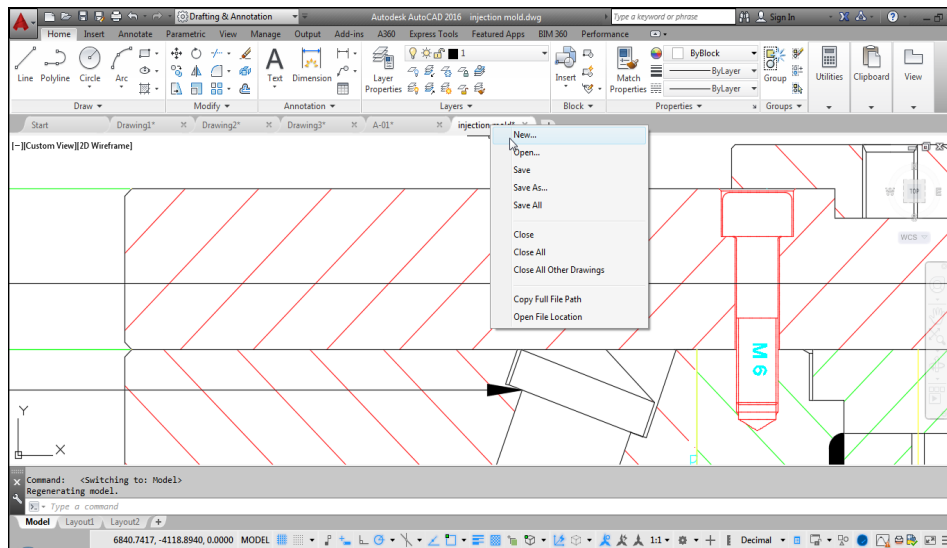 Drafting & Annotation
Autodesk AutoCAD 2016 injection mold.dwg
Type a keyword or phrase
Sign In
Home Insert Annotate Parametric View Manage Output Add-ins A360 Express Tools Featured Apps BIM 360 Performance
Line Polyline Circle Arc
Text Dimension
Layer Properties
1
Insert
Match Properties
ByBlock
ByLayer
ByLayer
Group
Utilities Clipboard View
Draw Modify Annotation Layers Block Properties Groups
Start Drawing1* Drawing2* Drawing3* A-01* injection mold*
[-][Custom View][2D Wireframe]
New...
Open...
Save
Save As...
Save All
Close
Close All
Close All Other Drawings
Copy Full File Path
Open File Location
W TOP E
S
WCS
M6
Y
X
Command: <Switching to: Model>
Regenerating model.
Type a command
Model Layout1 Layout2 +
6840.7417, -4118.8940, 0.0000 MODEL 1:1 Decimal